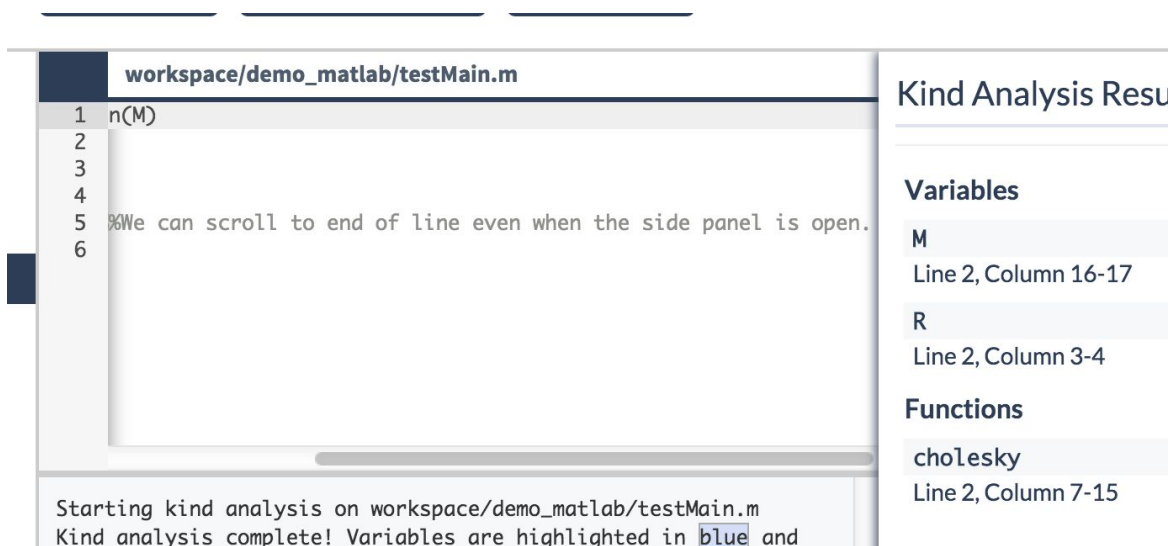 workspace/demo_matlab/testMain.m
1 n(M)
2
3
4
5 %We can scroll to end of line even when the side panel is open.
6
Starting kind analysis on workspace/demo_matlab/testMain.m
Kind analysis complete! Variables are highlighted in blue and
Kind Analysis Resu
Variables
M
Line 2, Column 16-17
R
Line 2, Column 3-4
Functions
cholesky
Line 2, Column 7-15